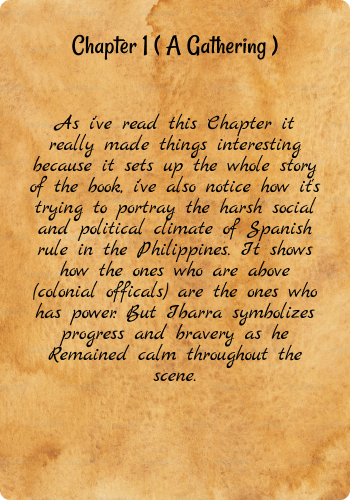 Chapter 1 ( A Gathering )
As i've read this Chapter it
really made things interesting
because it sets up the whole story
of the book, ive also notice how it's
trying to portray the harsh social
and political climate of Spanish
rule in the Philippines. It shows
how the ones who are above
(colonial officals) are the ones who
has power. But Ibarra symbolizes
progress and bravery as he
Remained calm throughout the
scene.